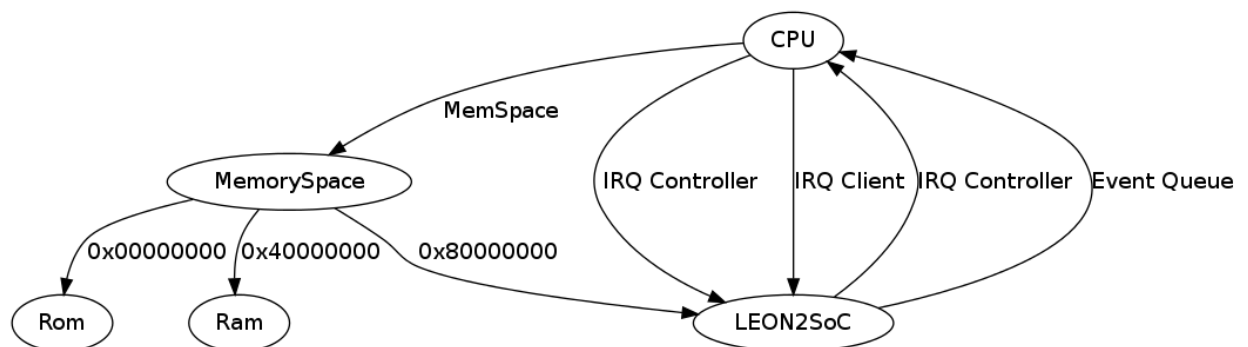 CPU
MemSpace
MemorySpace
IRQ Controller
IRQ Client
IRQ Controller
Event Queue
0x00000000
0x40000000
0x80000000
Rom
Ram
LEON2SoC